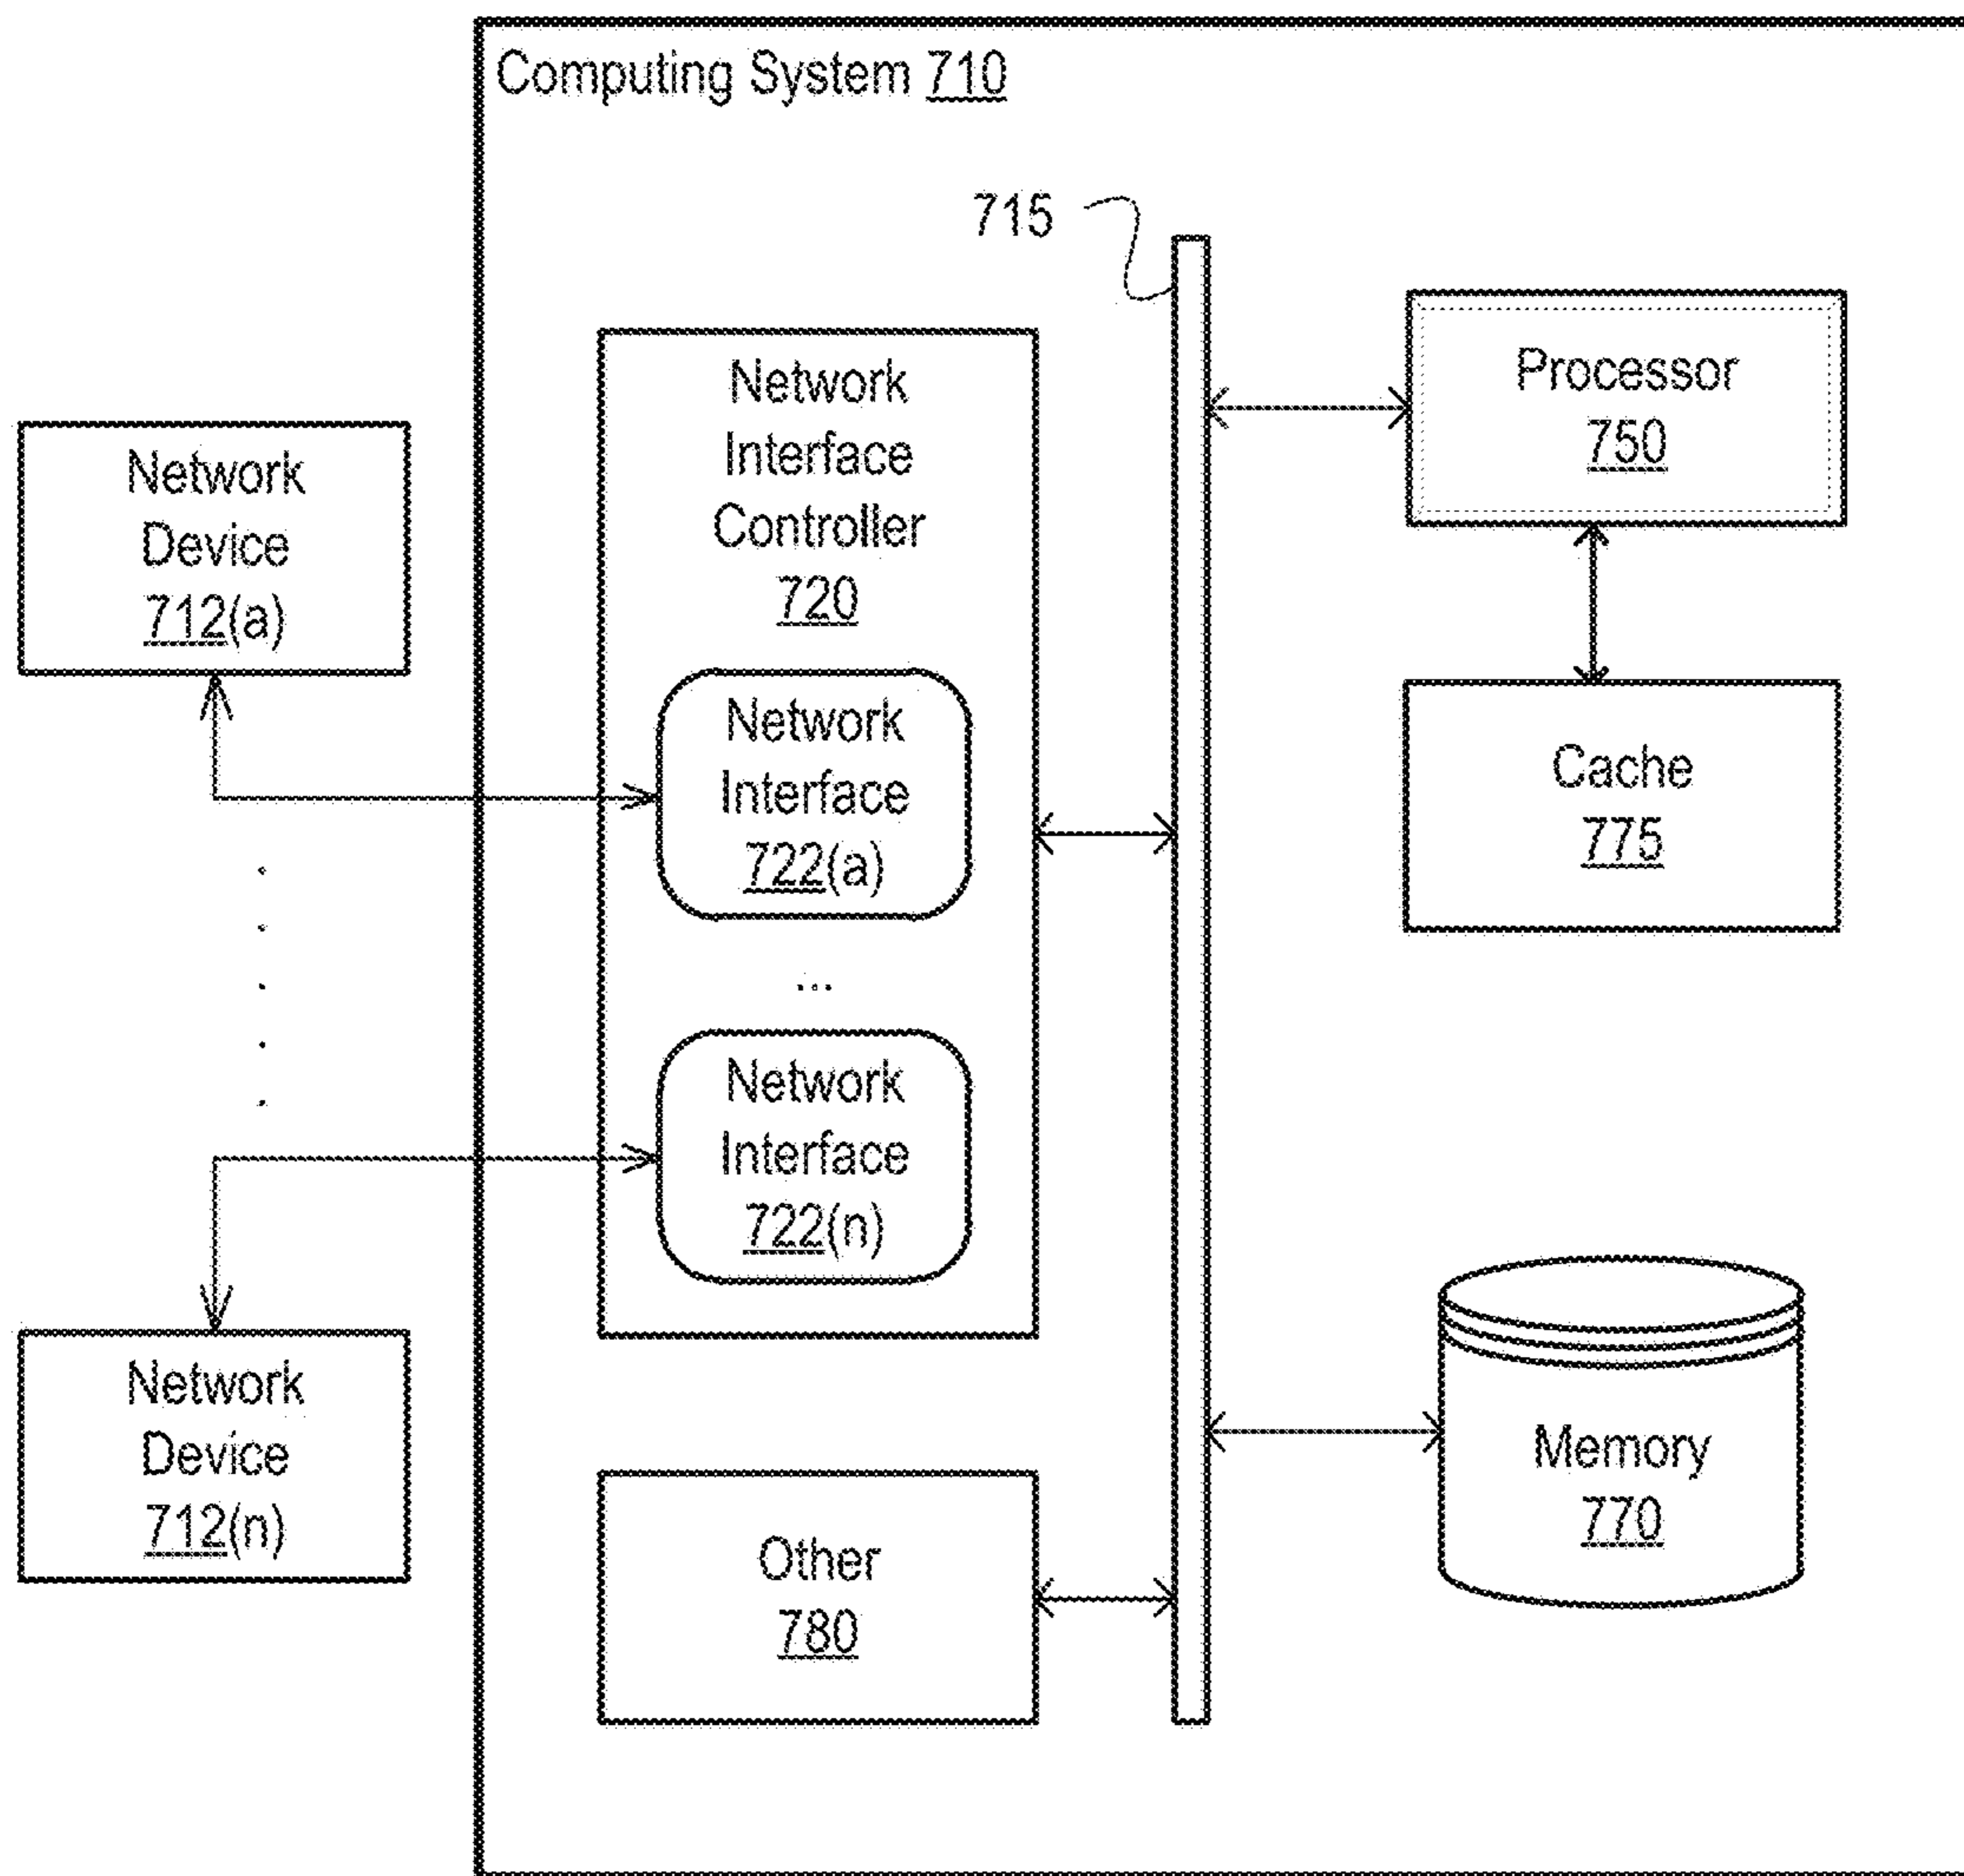 Computing System 710
715
Network
Interface
Controller
720
Network
Interface
722(a)
...
Network
Interface
722(n)
Network
Device
712(a)
Network
Device
712(n)
Other
780
Processor
750
Cache
775
Memory
770